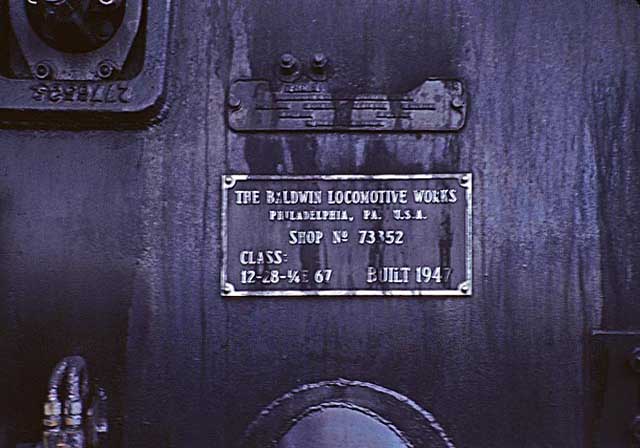 THE BALDWIN LOCOMOTIVE WORKS
PHILADELPHIA, PA. U.S.A.
SHOP Nº 73352
CLASS:
12-28-¼E 67 BUILT 1947